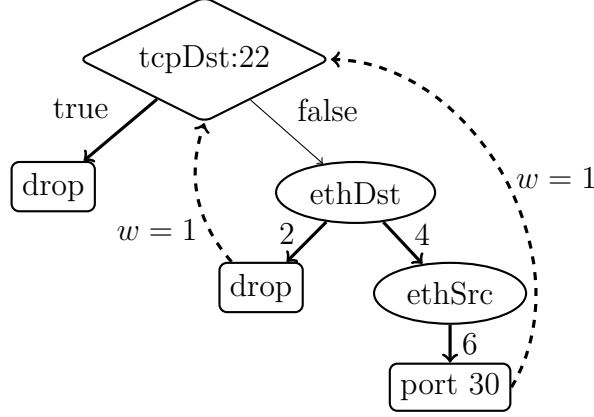 tcpDst:22
true
false
drop
ethDst
w = 1
w = 1
2
4
drop
ethSrc
6
port 30